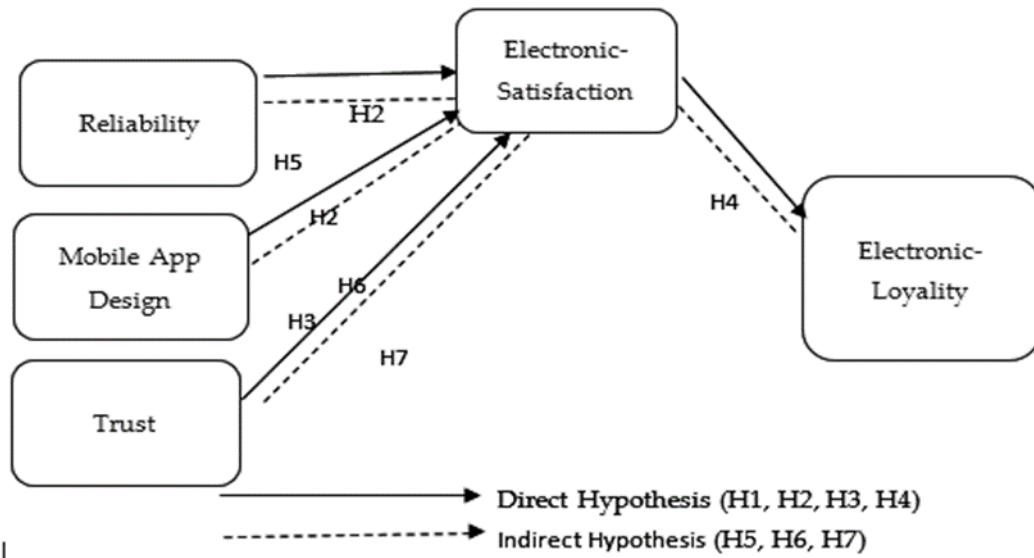 Electronic-
Satisfaction
Reliability
H2
H5
Mobile App
Design
H2
H4
Electronic-
Loyality
H6
H3
H7
Trust
Direct Hypothesis (H1, H2, H3, H4)
Indirect Hypothesis (H5, H6, H7)